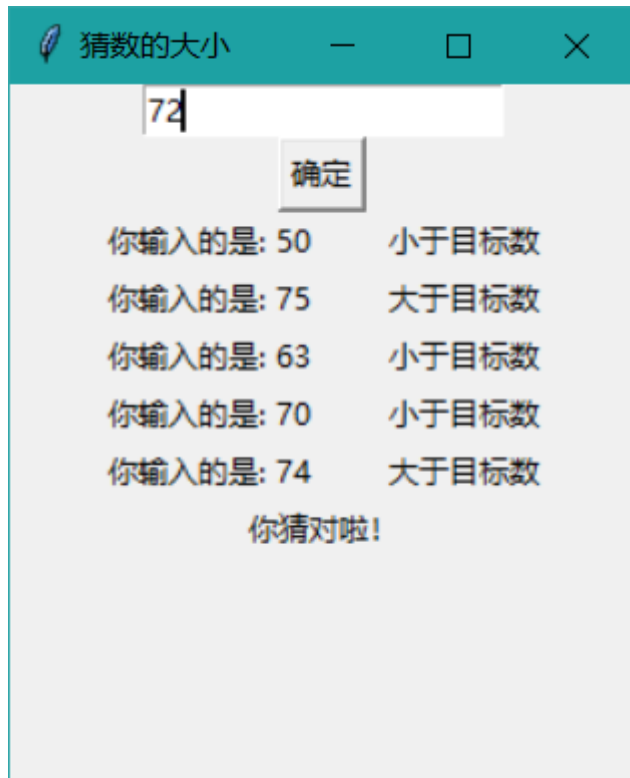 猜数的大小
72
确定
你输入的是: 50 小于目标数
你输入的是: 75 大于目标数
你输入的是: 63 小于目标数
你输入的是: 70 小于目标数
你输入的是: 74 大于目标数
你猜对啦!